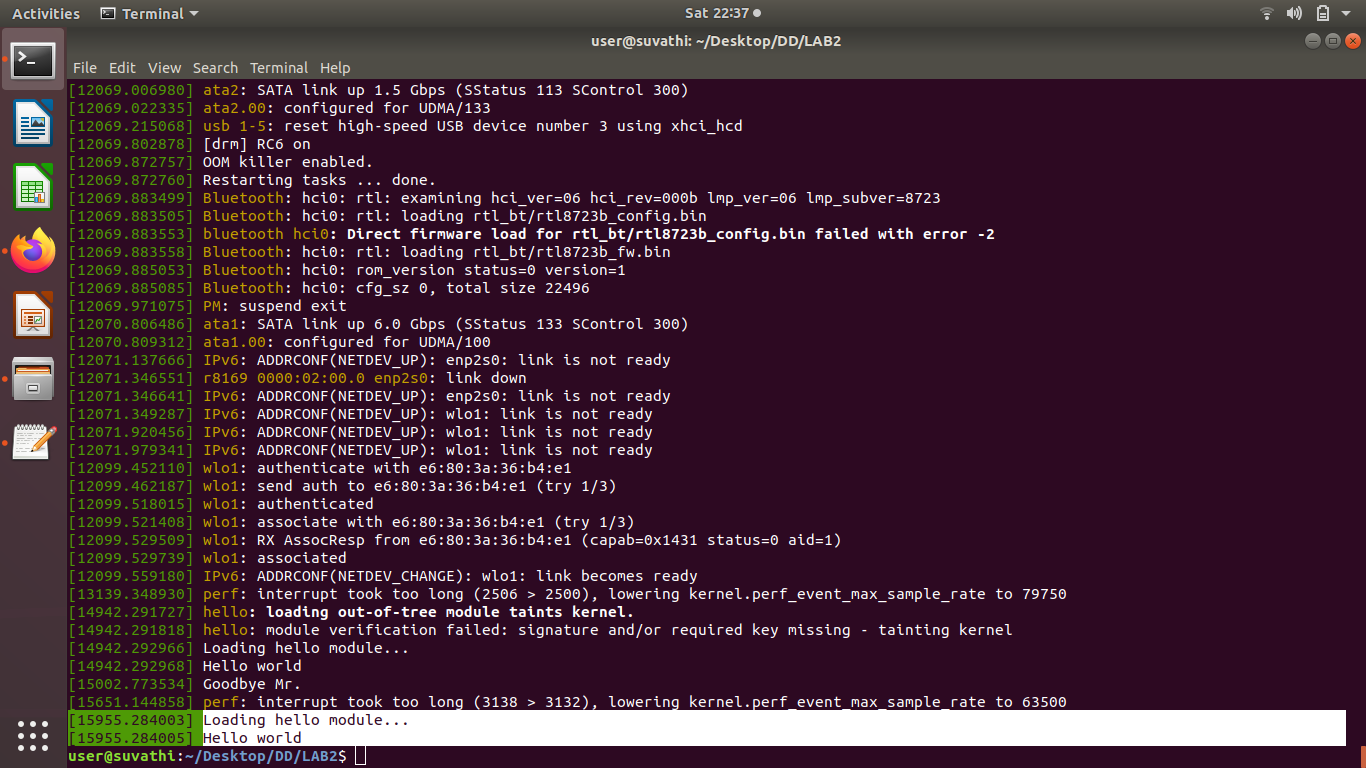 Activities Terminal Sat 22:37
user@suvathi: ~/Desktop/DD/LAB2
File Edit View Search Terminal Help
[12069.006980] ata2: SATA link up 1.5 Gbps (SStatus 113 SControl 300)
[12069.022335] ata2.00: configured for UDMA/133
[12069.215068] usb 1-5: reset high-speed USB device number 3 using xhci_hcd
[12069.802878] [drm] RC6 on
[12069.872757] OOM killer enabled.
[12069.872760] Restarting tasks ... done.
[12069.883499] Bluetooth: hci0: rtl: examining hci_ver=06 hci_rev=000b lmp_ver=06 lmp_subver=8723
[12069.883505] Bluetooth: hci0: rtl: loading rtl_bt/rtl8723b_config.bin
[12069.883553] bluetooth hci0: Direct firmware load for rtl_bt/rtl8723b_config.bin failed with error -2
[12069.883558] Bluetooth: hci0: rtl: loading rtl_bt/rtl8723b_fw.bin
[12069.885053] Bluetooth: hci0: rom_version status=0 version=1
[12069.885085] Bluetooth: hci0: cfg_sz 0, total size 22496
[12069.971075] PM: suspend exit
[12070.806486] ata1: SATA link up 6.0 Gbps (SStatus 133 SControl 300)
[12070.809312] ata1.00: configured for UDMA/100
[12071.137666] IPv6: ADDRCONF(NETDEV_UP): enp2s0: link is not ready
[12071.346551] r8169 0000:02:00.0 enp2s0: link down
[12071.346641] IPv6: ADDRCONF(NETDEV_UP): enp2s0: link is not ready
[12071.349287] IPv6: ADDRCONF(NETDEV_UP): wlo1: link is not ready
[12071.920456] IPv6: ADDRCONF(NETDEV_UP): wlo1: link is not ready
[12071.979341] IPv6: ADDRCONF(NETDEV_UP): wlo1: link is not ready
[12099.452110] wlo1: authenticate with e6:80:3a:36:b4:e1
[12099.462187] wlo1: send auth to e6:80:3a:36:b4:e1 (try 1/3)
[12099.518015] wlo1: authenticated
[12099.521408] wlo1: associate with e6:80:3a:36:b4:e1 (try 1/3)
[12099.529509] wlo1: RX AssocResp from e6:80:3a:36:b4:e1 (capab=0x1431 status=0 aid=1)
[12099.529739] wlo1: associated
[12099.559180] IPv6: ADDRCONF(NETDEV_CHANGE): wlo1: link becomes ready
[13139.348930] perf: interrupt took too long (2506 > 2500), lowering kernel.perf_event_max_sample_rate to 79750
[14942.291727] hello: loading out-of-tree module taints kernel.
[14942.291818] hello: module verification failed: signature and/or required key missing - tainting kernel
[14942.292966] Loading hello module...
[14942.292968] Hello world
[15002.773534] Goodbye Mr.
[15651.144858] perf: interrupt took too long (3138 > 3132), lowering kernel.perf_event_max_sample_rate to 63500
[15955.284003] Loading hello module...
[15955.284005] Hello world
user@suvathi:~/Desktop/DD/LAB2$